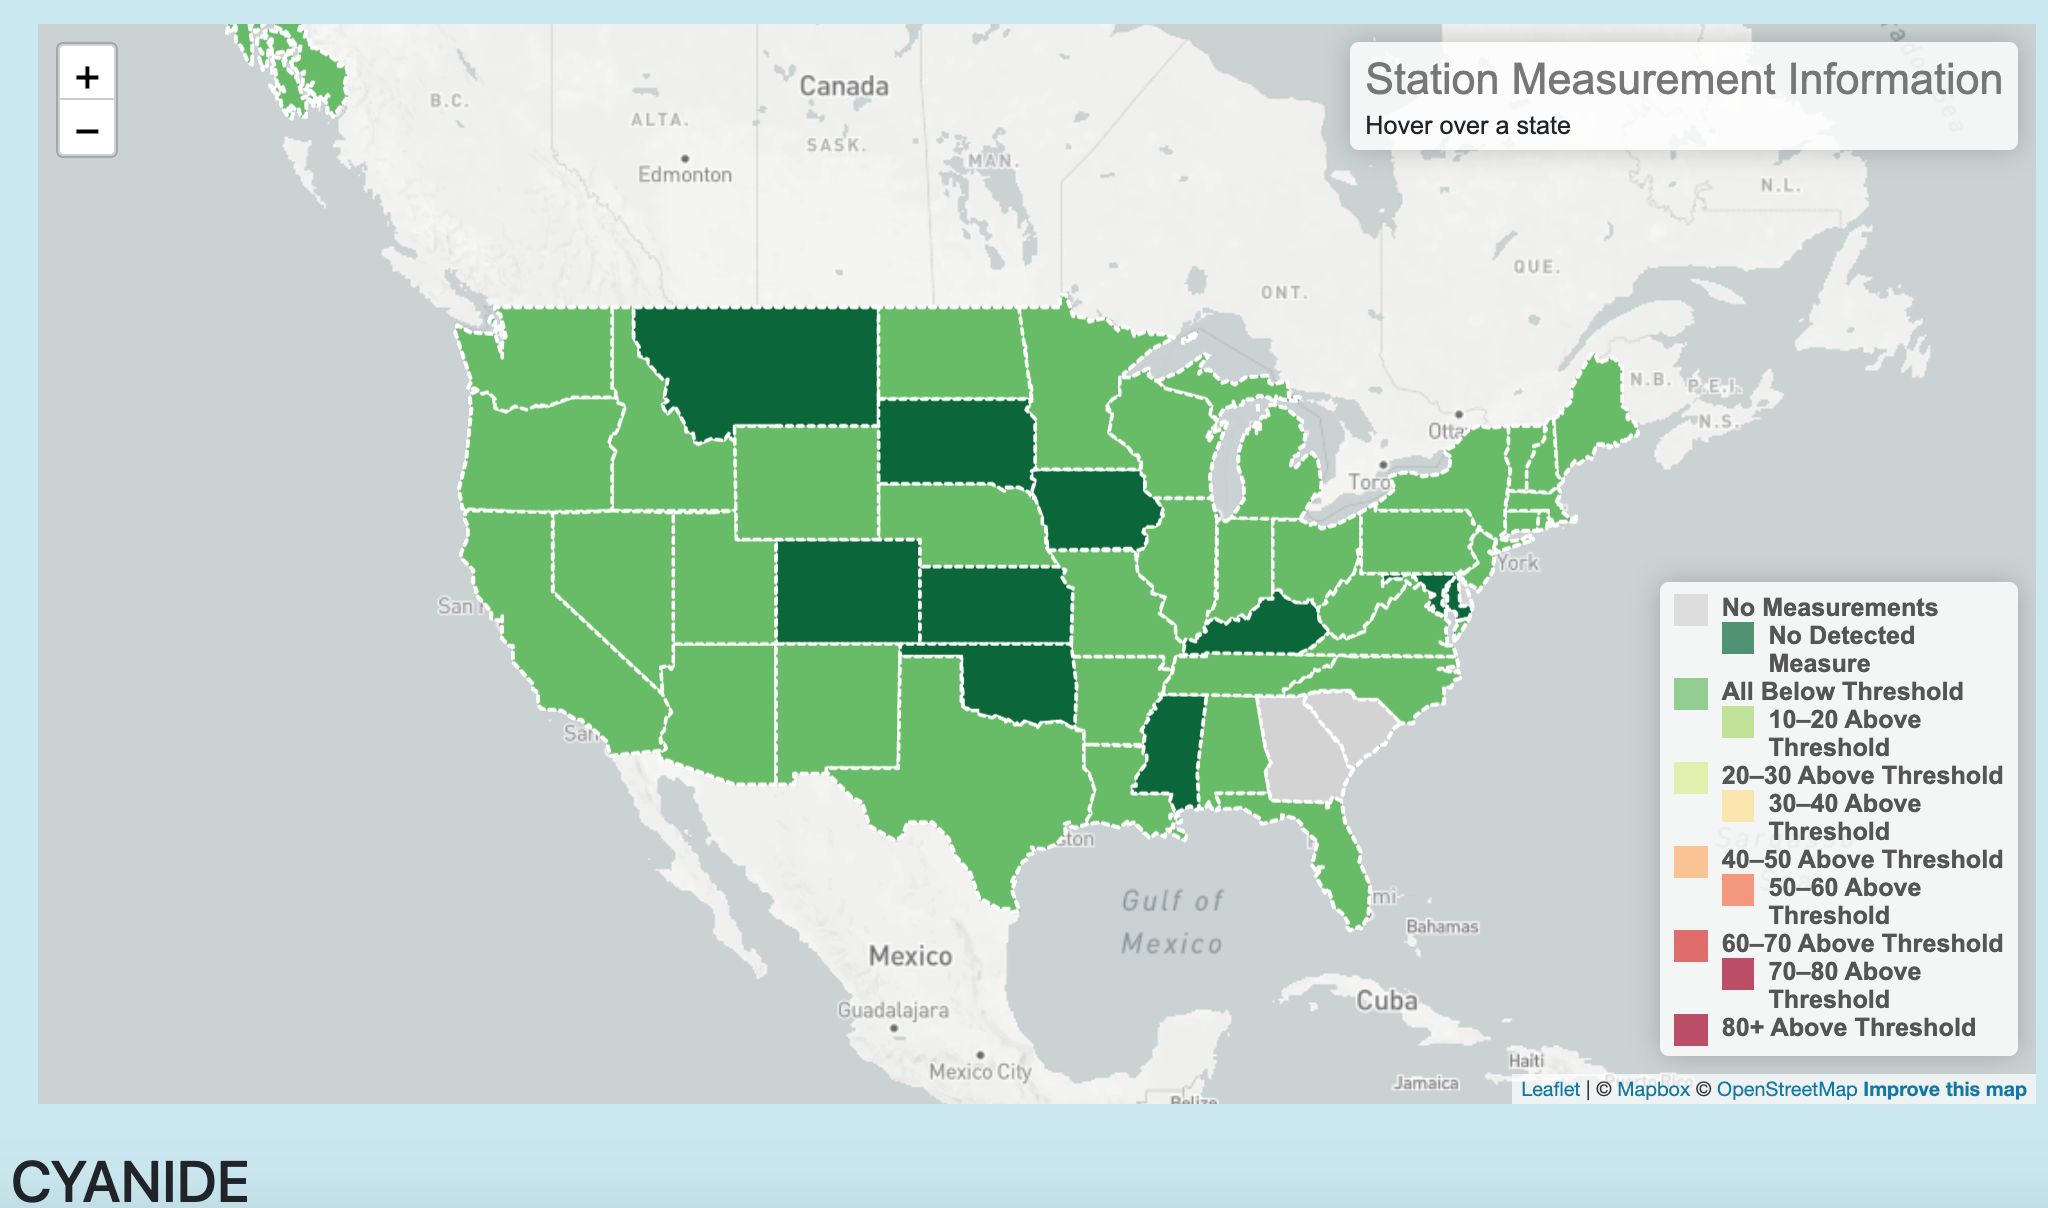 +
−
Canada
B.C.
ALTA.
SASK.
MAN.
Edmonton
ONT.
QUE.
N.L.
N.B.
P.E.I.
N.S.
Station Measurement Information
Hover over a state
Otta
Toro
York
San
San
ston
mi
Gulf of
Mexico
Bahamas
Mexico
Guadalajara
Mexico City
Cuba
Haiti
Jamaica
Puerto Rico
Belize
No Measurements
No Detected
Measure
All Below Threshold
10–20 Above
Threshold
20–30 Above Threshold
30–40 Above
Threshold
40–50 Above Threshold
50–60 Above
Threshold
60–70 Above Threshold
70–80 Above
Threshold
80+ Above Threshold
Leaflet | © Mapbox © OpenStreetMap Improve this map
CYANIDE